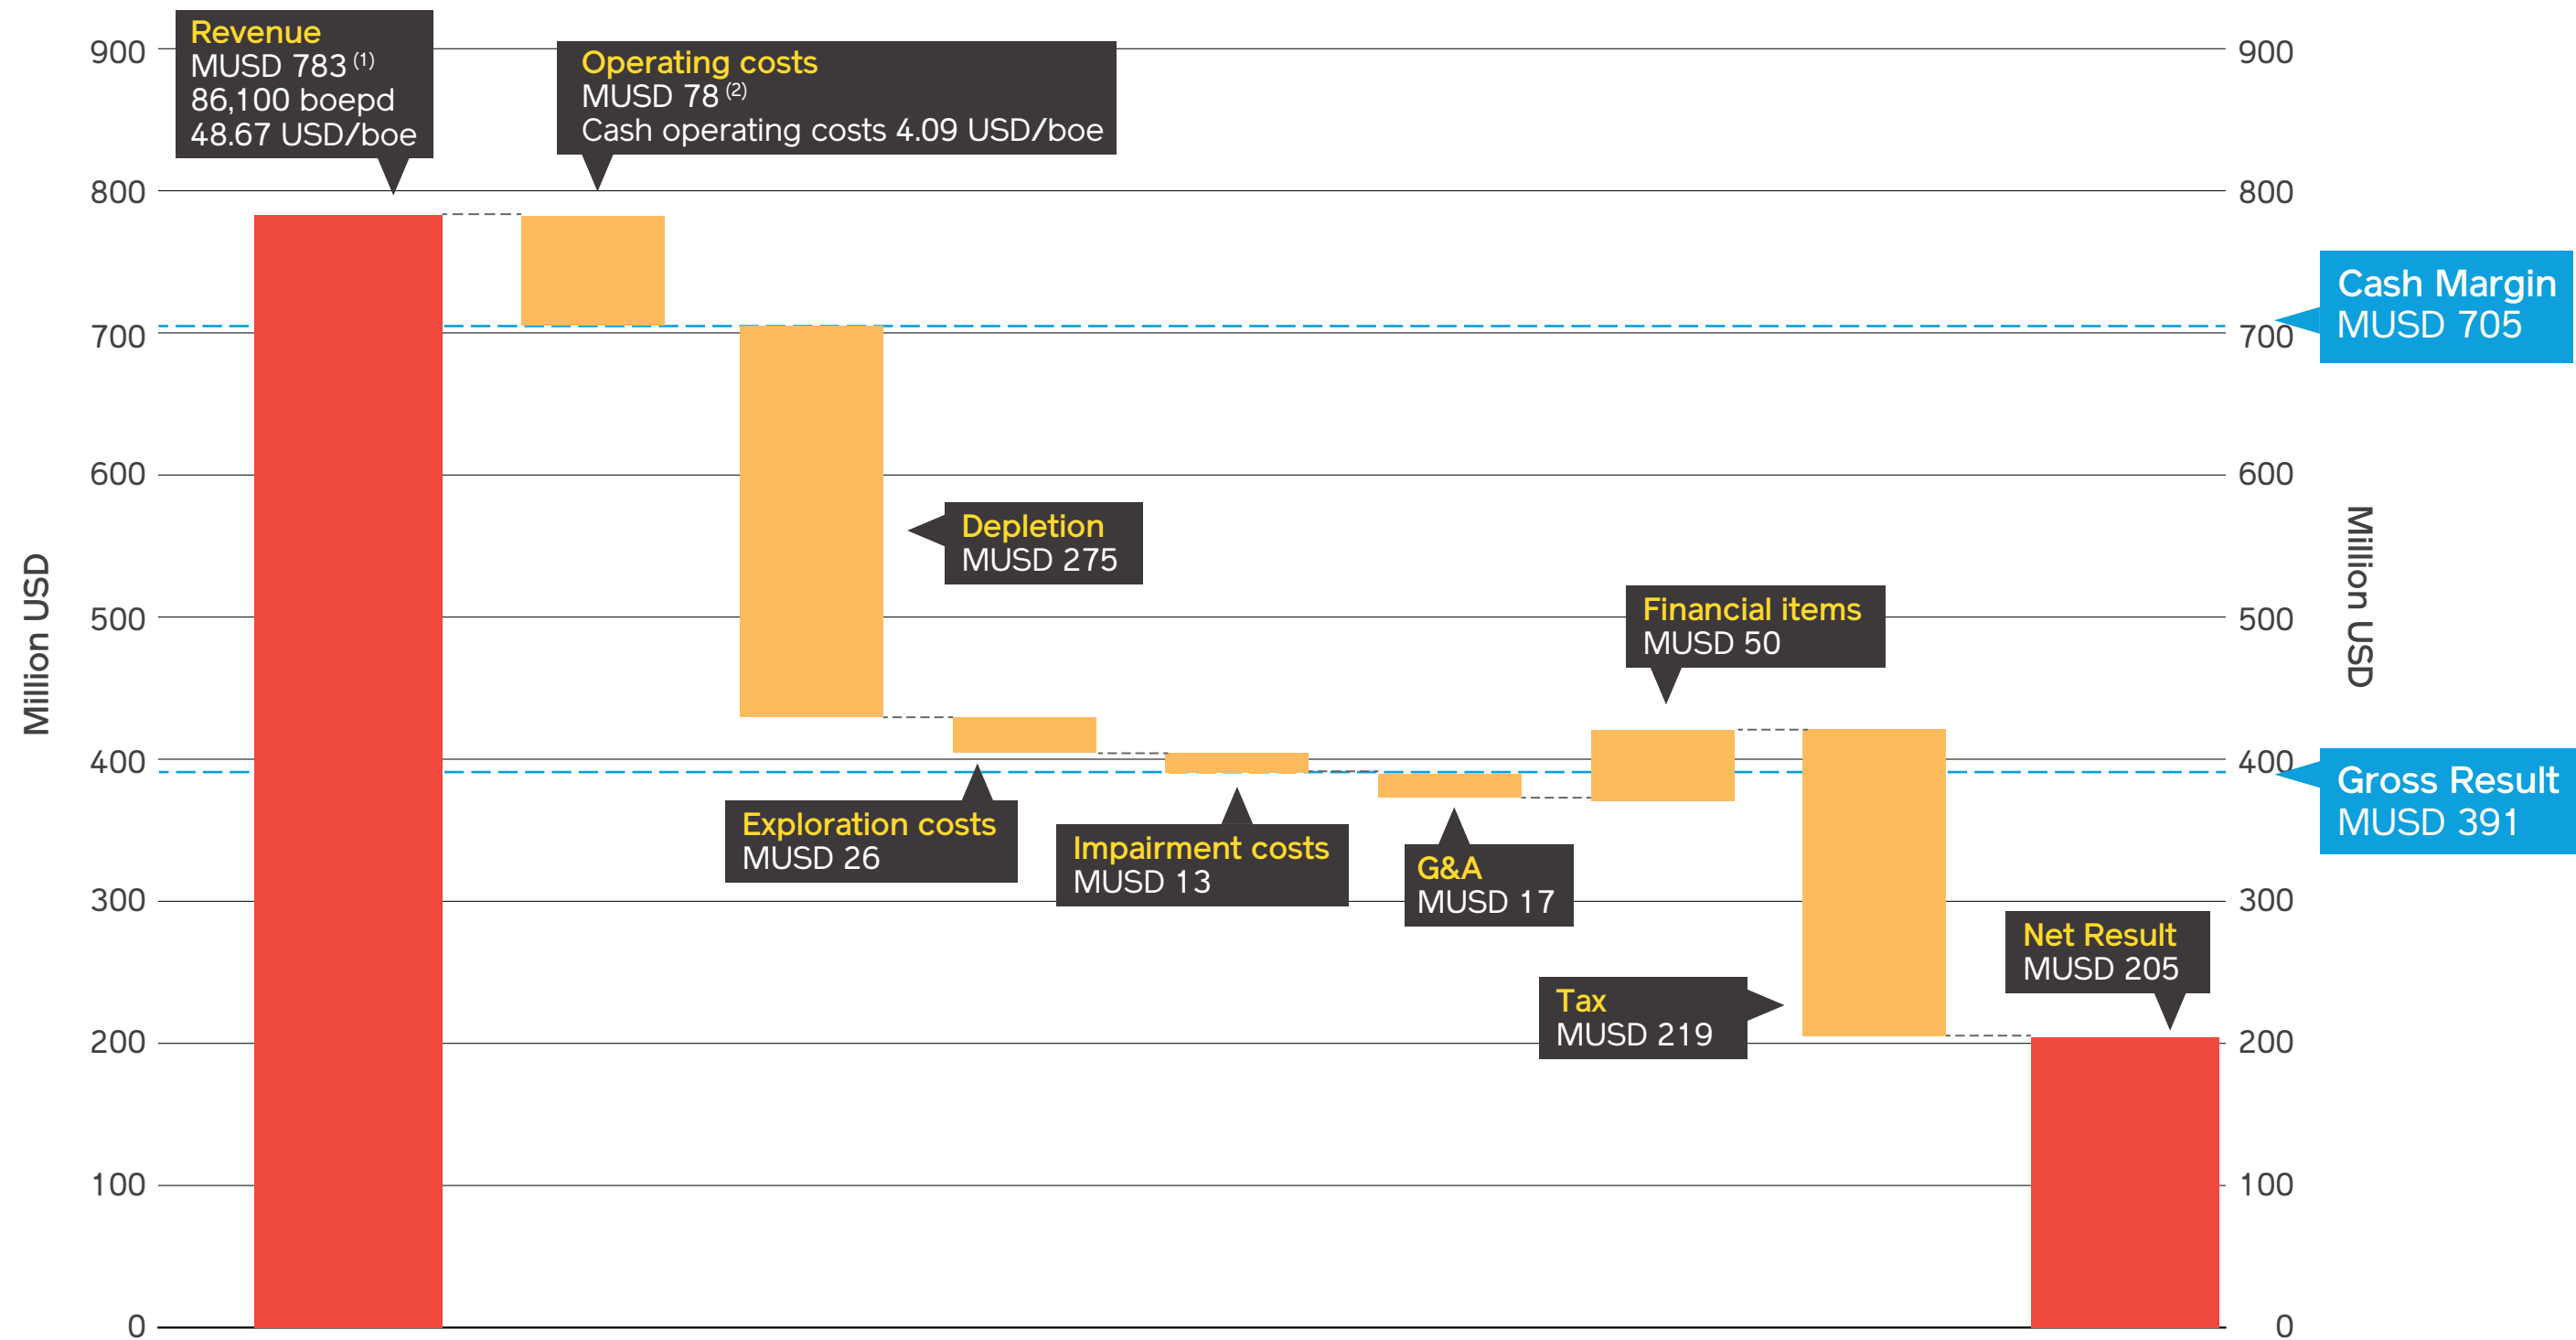 Revenue
MUSD 783 (1)
86,100 boepd
48.67 USD/boe
Operating costs
MUSD 78 (2)
Cash operating costs 4.09 USD/boe
Cash Margin
MUSD 705
Depletion
MUSD 275
Financial items
MUSD 50
Exploration costs
MUSD 26
Impairment costs
MUSD 13
G&A
MUSD 17
Gross Result
MUSD 391
Tax
MUSD 219
Net Result
MUSD 205
Million USD
900
800
700
600
500
400
300
200
100
0
900
800
700
600
500
400
300
200
100
0
Million USD